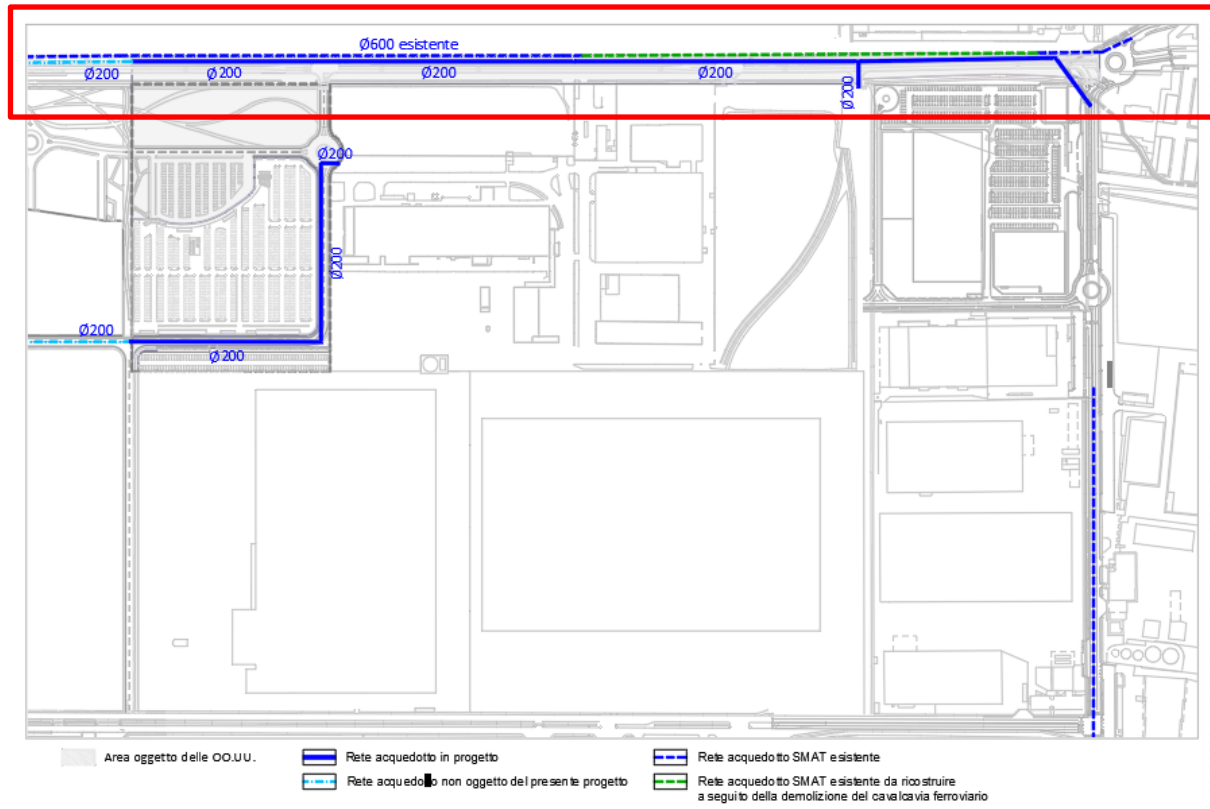 Ø600 esistente
Ø200
Ø200
Ø200
Ø200
Ø200
Ø200
Ø200
Ø200
Ø200
Area oggetto delle OO.UU.
Rete acquedotto in progetto
Rete acquedotto SMAT esistente
Rete acquedo o non oggetto del presente progetto
Rete acquedotto SMAT esistente da ricostruire
a seguito della demolizione del cavalcavia ferroviario